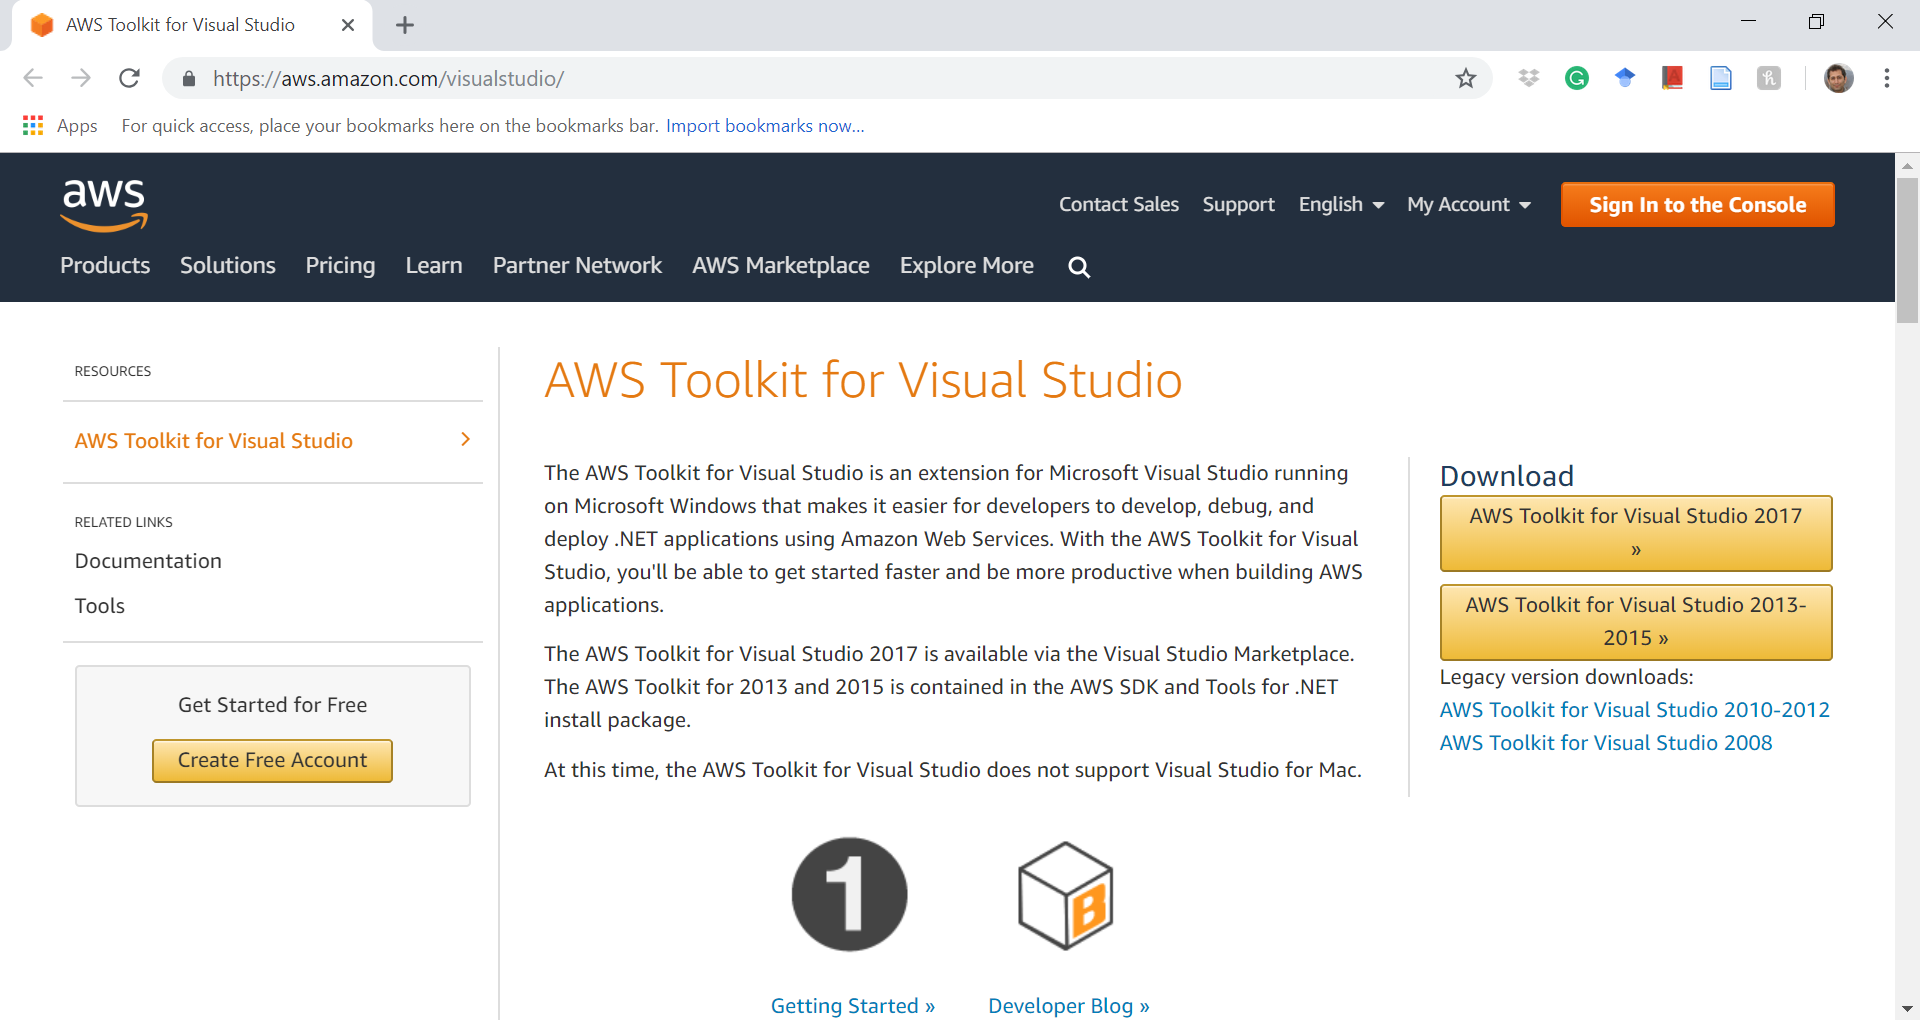 AWS Toolkit for Visual Studio
https://aws.amazon.com/visualstudio/
Apps For quick access, place your bookmarks here on the bookmarks bar. Import bookmarks now...
aws
Contact Sales Support English My Account Sign In to the Console
Products Solutions Pricing Learn Partner Network AWS Marketplace Explore More
RESOURCES
AWS Toolkit for Visual Studio
RELATED LINKS
Documentation
Tools
Get Started for Free
Create Free Account
AWS Toolkit for Visual Studio
The AWS Toolkit for Visual Studio is an extension for Microsoft Visual Studio running
on Microsoft Windows that makes it easier for developers to develop, debug, and
deploy .NET applications using Amazon Web Services. With the AWS Toolkit for Visual
Studio, you'll be able to get started faster and be more productive when building AWS
applications.
The AWS Toolkit for Visual Studio 2017 is available via the Visual Studio Marketplace.
The AWS Toolkit for 2013 and 2015 is contained in the AWS SDK and Tools for .NET
install package.
At this time, the AWS Toolkit for Visual Studio does not support Visual Studio for Mac.
1
B
Getting Started »
Developer Blog »
Download
AWS Toolkit for Visual Studio 2017
»
AWS Toolkit for Visual Studio 2013-
2015 »
Legacy version downloads:
AWS Toolkit for Visual Studio 2010-2012
AWS Toolkit for Visual Studio 2008